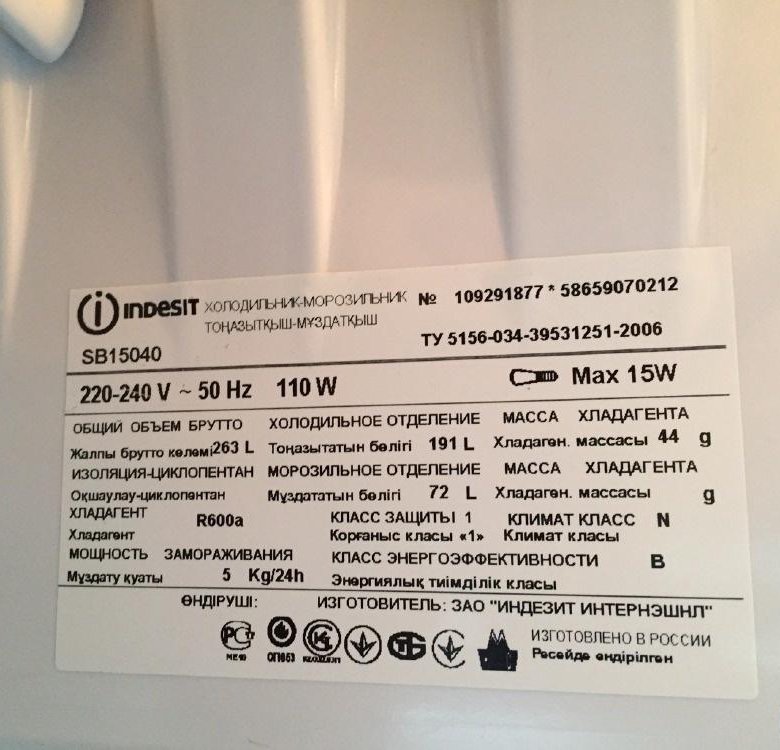 INDESIT ХОЛОДИЛЬНИК-МОРОЗИЛЬНИК № 109291877 * 58659070212
ТОҢАЗЫТҚЫШ-МҰЗДАТҚЫШ
SB15040 ТУ 5156-034-39531251-2006
220-240 V ~ 50 Hz 110 W Max 15W
ОБЩИЙ ОБЪЕМ БРУТТО ХОЛОДИЛЬНОЕ ОТДЕЛЕНИЕ МАССА ХЛАДАГЕНТА
Жалпы брутто көлемі 263 L Тоңазытатын бөлігі 191 L Хладаген. массасы 44 g
ИЗОЛЯЦИЯ-ЦИКЛОПЕНТАН МОРОЗИЛЬНОЕ ОТДЕЛЕНИЕ МАССА ХЛАДАГЕНТА
Оқшаулау-циклопентан Мұздататын бөлігі 72 L Хладаген. массасы g
ХЛАДАГЕНТ R600a КЛАСС ЗАЩИТЫ 1 КЛИМАТ КЛАСС N
Хладагент Қорғаныс класы «1» Климат класы
МОЩНОСТЬ ЗАМОРАЖИВАНИЯ КЛАСС ЭНЕРГОЭФФЕКТИВНОСТИ B
Мұздату қуаты 5 Kg/24h Энергиялық тиімділік класы
ӨНДІРУШІ: ИЗГОТОВИТЕЛЬ: ЗАО "ИНДЕЗИТ ИНТЕРНЭШНЛ"
ИЗГОТОВЛЕНО В РОССИИ
Ресейде өндірілген
РСТ
МЕ10 ОП063